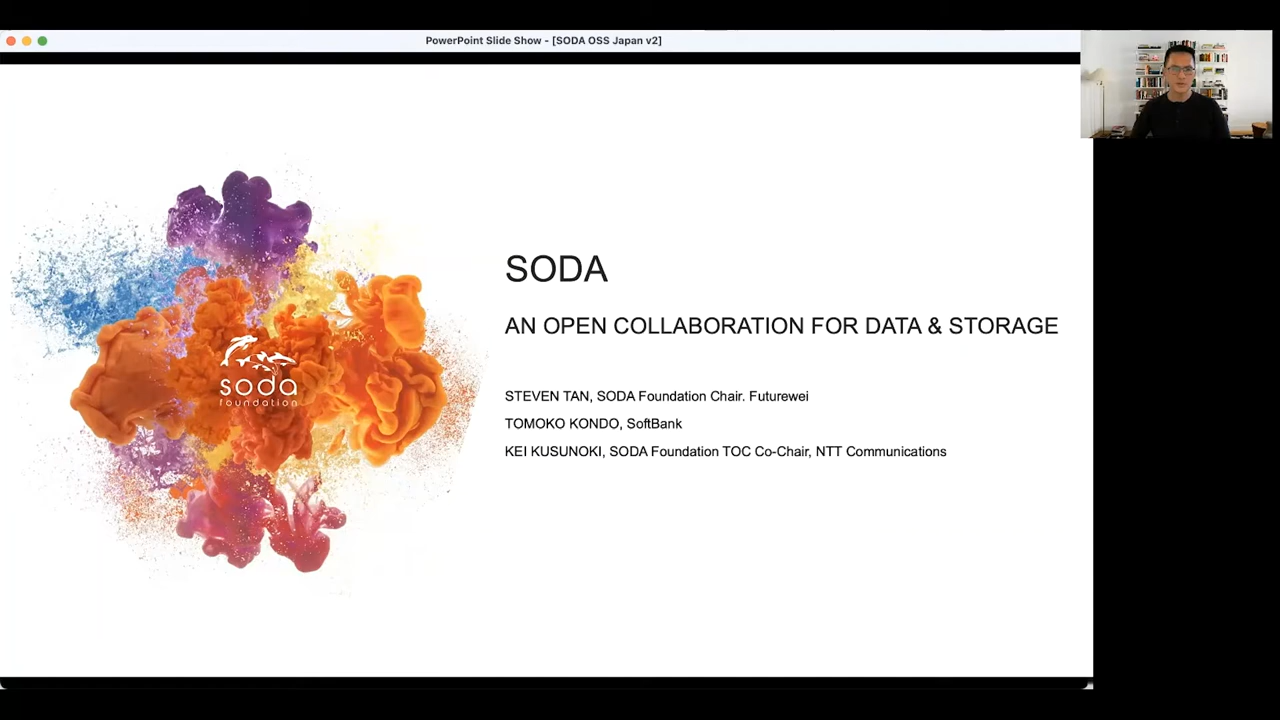 PowerPoint Slide Show - [SODA OSS Japan v2]
SODA
AN OPEN COLLABORATION FOR DATA & STORAGE
soda
foundation
STEVEN TAN, SODA Foundation Chair. Futurewei
TOMOKO KONDO, SoftBank
KEI KUSUNOKI, SODA Foundation TOC Co-Chair, NTT Communications